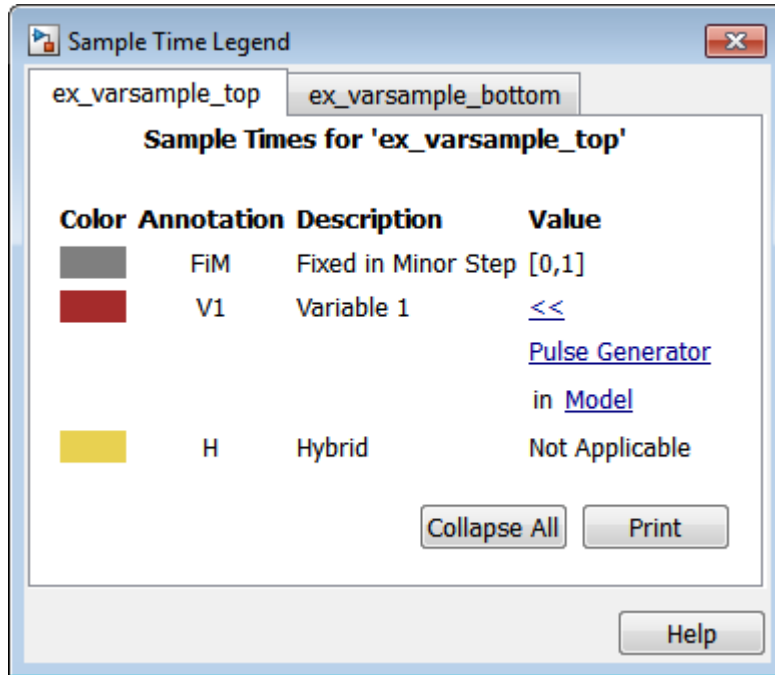 Sample Time Legend
ex_varsample_top ex_varsample_bottom
Sample Times for 'ex_varsample_top'
Color Annotation Description Value
FiM Fixed in Minor Step [0,1]
V1 Variable 1 <<
Pulse Generator
in Model
H Hybrid Not Applicable
Collapse All Print
Help